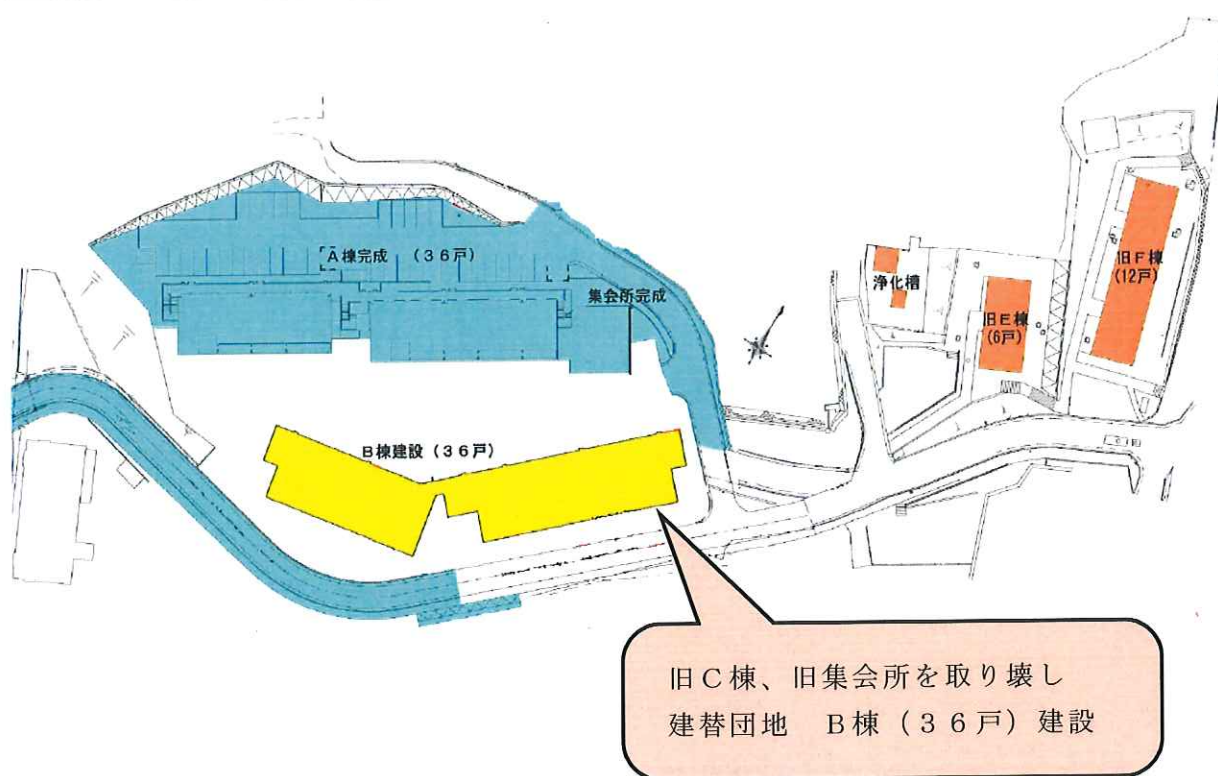 A棟完成 （36戸）
集会所完成
浄化槽
旧E棟
(6戸)
旧F棟
(12戸)
B棟建設（36戸）
旧C棟、旧集会所を取り壊し
建替団地　B棟（36戸）建設